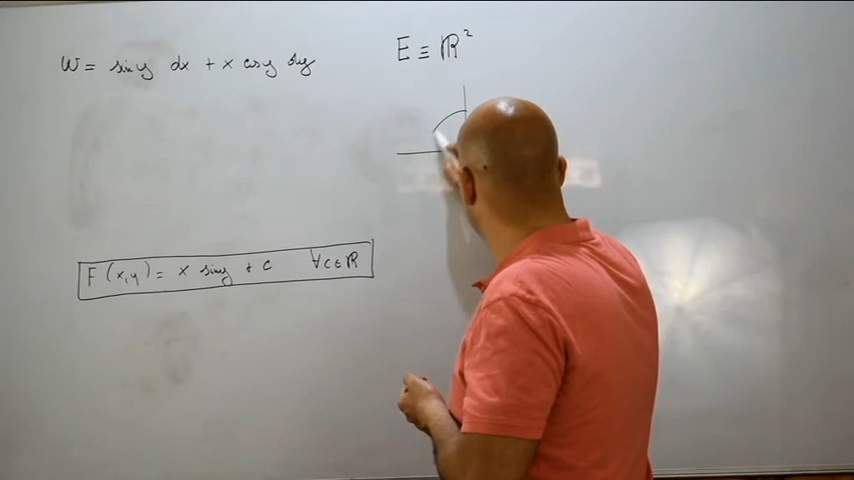 ω = sin y dx + x cos y dy
E ≡ ℝ²
F(x,y) = x sin y + c ∀ c ∈ ℝ